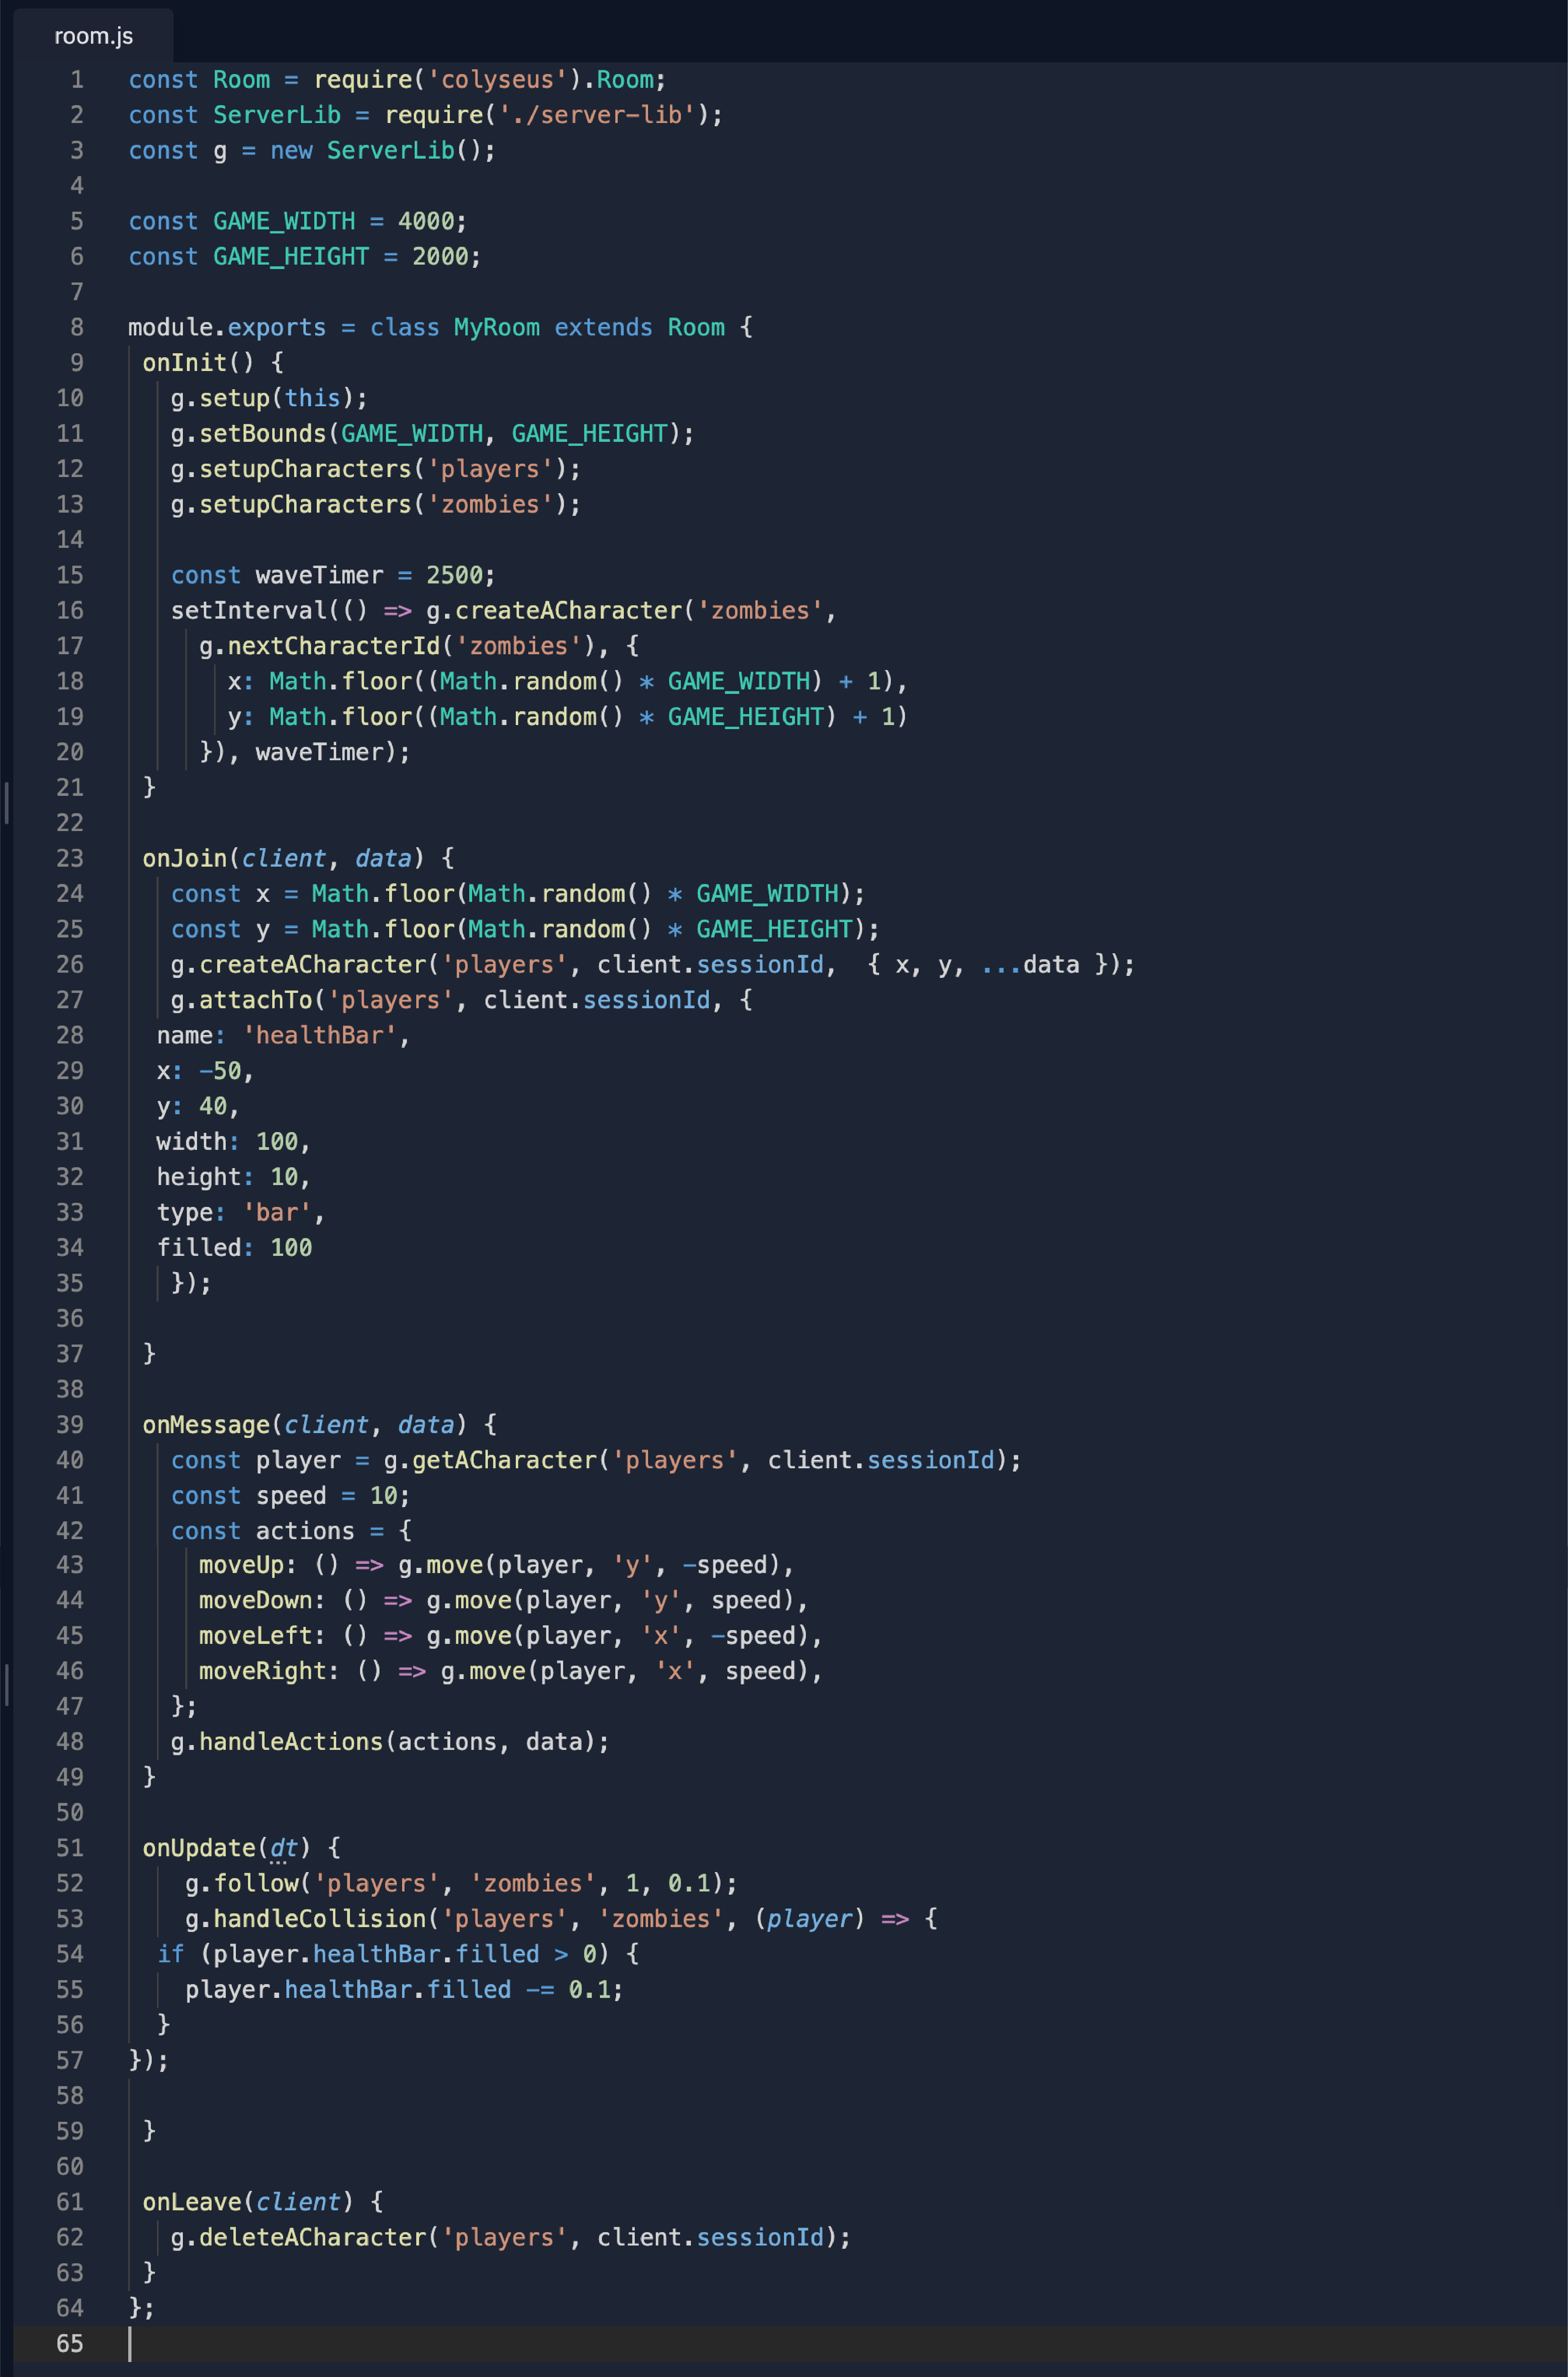 room.js
1 const Room = require('colyseus').Room;
2 const ServerLib = require('./server-lib');
3 const g = new ServerLib();
4
5 const GAME_WIDTH = 4000;
6 const GAME_HEIGHT = 2000;
7
8 module.exports = class MyRoom extends Room {
9  onInit() {
10    g.setup(this);
11    g.setBounds(GAME_WIDTH, GAME_HEIGHT);
12    g.setupCharacters('players');
13    g.setupCharacters('zombies');
14
15    const waveTimer = 2500;
16    setInterval(() => g.createACharacter('zombies',
17      g.nextCharacterId('zombies'), {
18        x: Math.floor((Math.random() * GAME_WIDTH) + 1),
19        y: Math.floor((Math.random() * GAME_HEIGHT) + 1)
20      }), waveTimer);
21  }
22
23  onJoin(client, data) {
24    const x = Math.floor(Math.random() * GAME_WIDTH);
25    const y = Math.floor(Math.random() * GAME_HEIGHT);
26    g.createACharacter('players', client.sessionId,  { x, y, ...data });
27    g.attachTo('players', client.sessionId, {
28   name: 'healthBar',
29   x: -50,
30   y: 40,
31   width: 100,
32   height: 10,
33   type: 'bar',
34   filled: 100
35    });
36
37  }
38
39  onMessage(client, data) {
40    const player = g.getACharacter('players', client.sessionId);
41    const speed = 10;
42    const actions = {
43      moveUp: () => g.move(player, 'y', -speed),
44      moveDown: () => g.move(player, 'y', speed),
45      moveLeft: () => g.move(player, 'x', -speed),
46      moveRight: () => g.move(player, 'x', speed),
47    };
48    g.handleActions(actions, data);
49  }
50
51  onUpdate(dt) {
52     g.follow('players', 'zombies', 1, 0.1);
53     g.handleCollision('players', 'zombies', (player) => {
54   if (player.healthBar.filled > 0) {
55     player.healthBar.filled -= 0.1;
56   }
57 });
58
59  }
60
61  onLeave(client) {
62    g.deleteACharacter('players', client.sessionId);
63  }
64 };
65